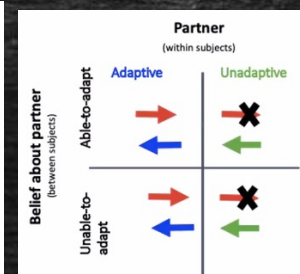 Partner
(within subjects)
Adaptive
Unadaptive
Belief about partner
(between subjects)
Able-to-adapt
Unable-to-
adapt